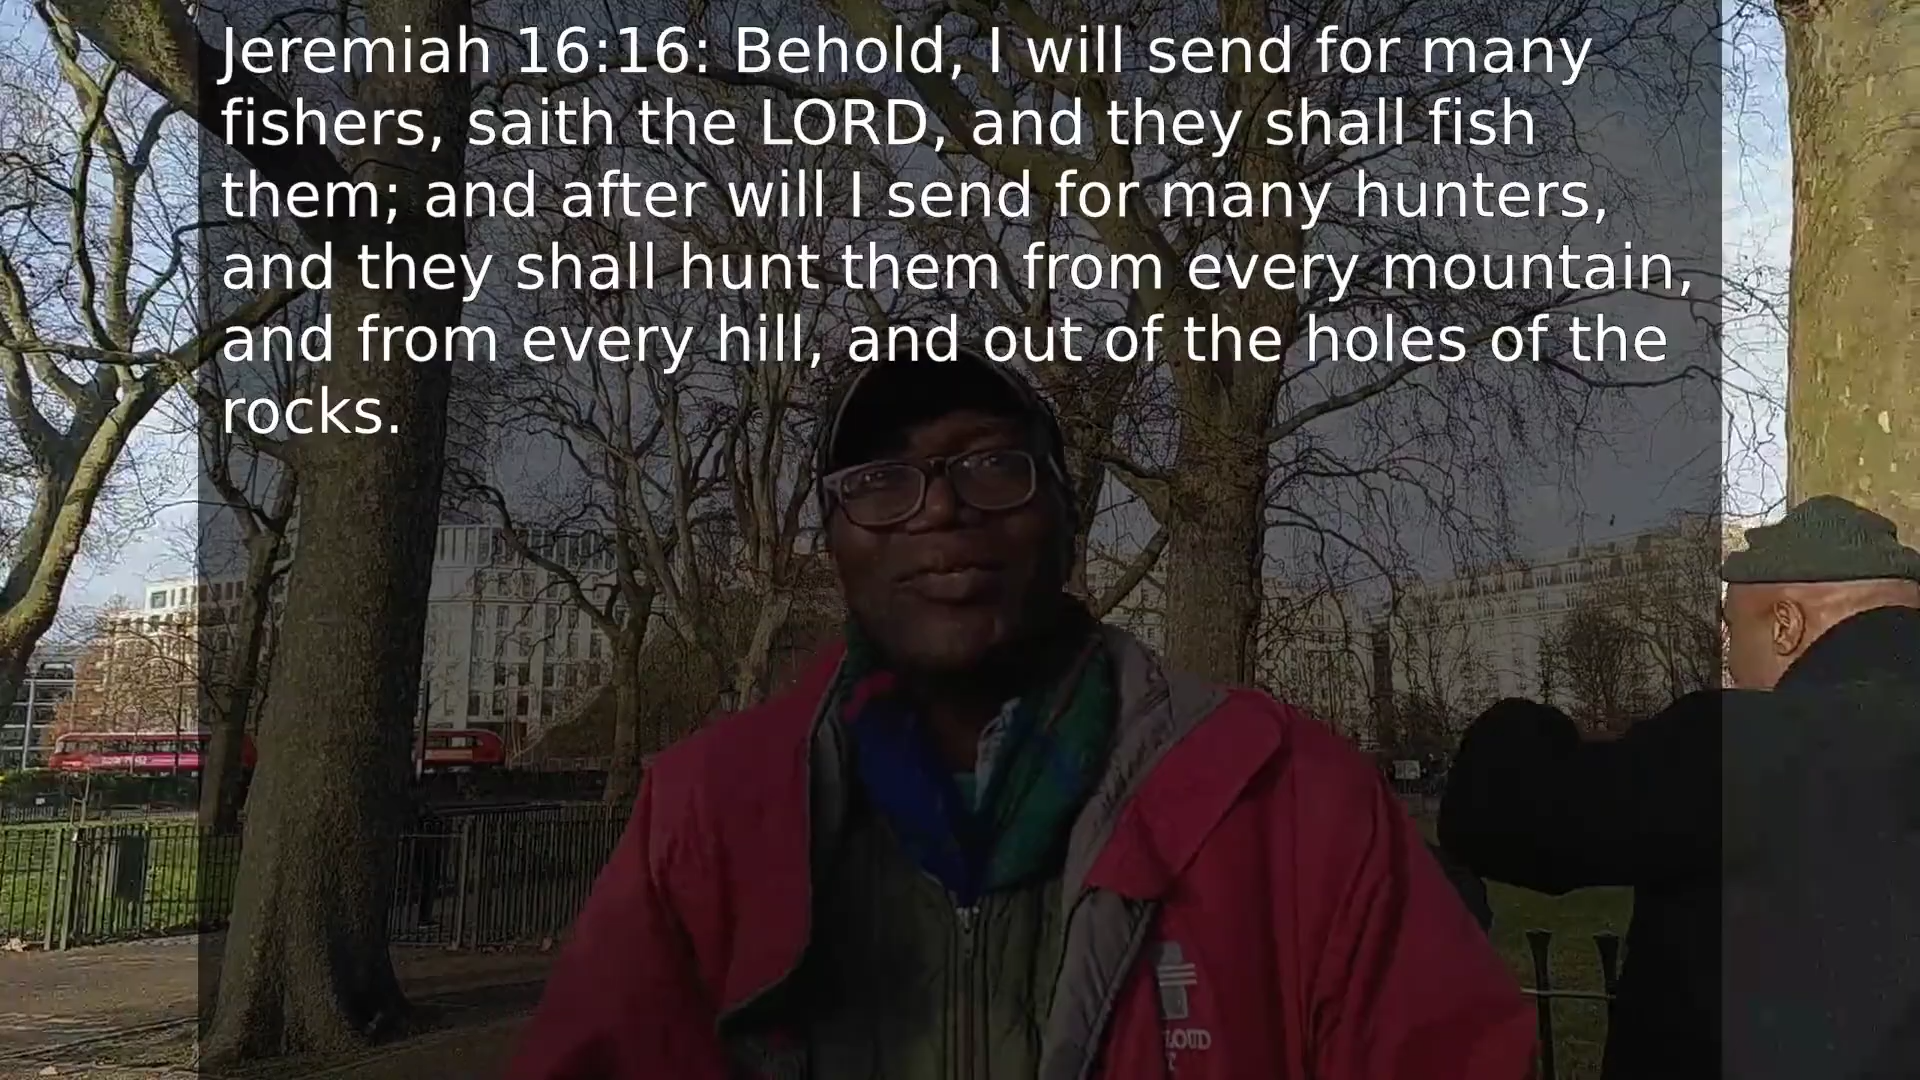 Jeremiah 16:16: Behold, I will send for many
fishers, saith the LORD, and they shall fish
them; and after will I send for many hunters,
and they shall hunt them from every mountain,
and from every hill, and out of the holes of the
rocks.
LOUD